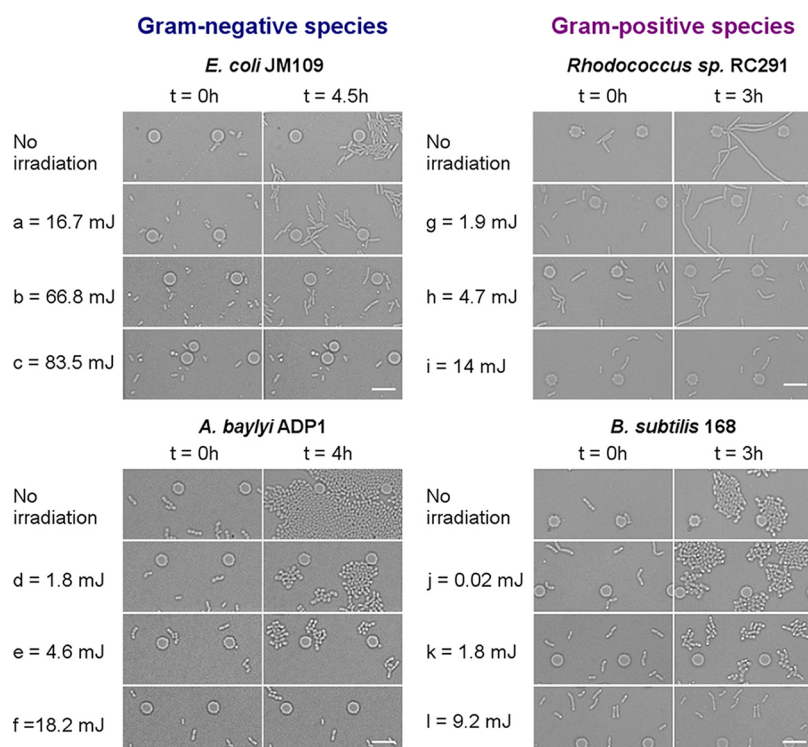 Gram-negative species
E. coli JM109
t = 0h t = 4.5h
No
irradiation
a = 16.7 mJ
b = 66.8 mJ
c = 83.5 mJ
A. baylyi ADP1
t = 0h t = 4h
No
irradiation
d = 1.8 mJ
e = 4.6 mJ
f =18.2 mJ
Gram-positive species
Rhodococcus sp. RC291
t = 0h t = 3h
No
irradiation
g = 1.9 mJ
h = 4.7 mJ
i = 14 mJ
B. subtilis 168
t = 0h t = 3h
No
irradiation
j = 0.02 mJ
k = 1.8 mJ
l = 9.2 mJ